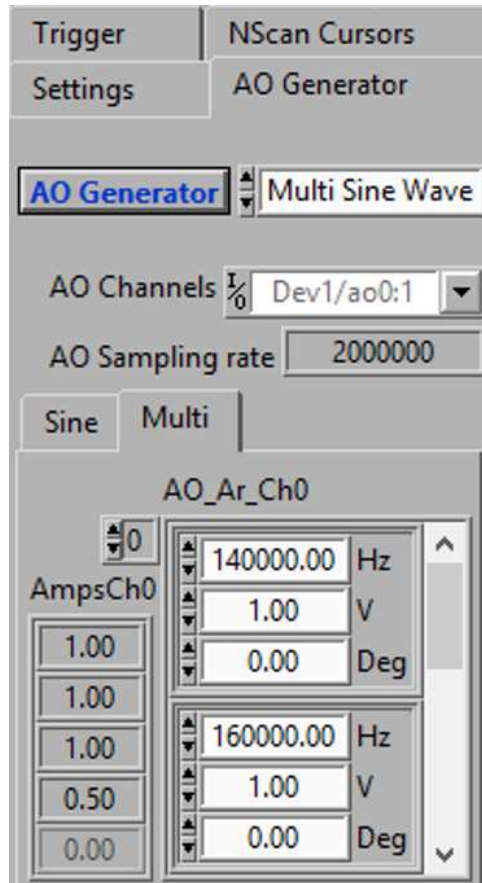 Trigger NScan Cursors
Settings AO Generator
AO Generator Multi Sine Wave
AO Channels I/O Dev1/ao0:1
AO Sampling rate 2000000
Sine Multi
AO_Ar_Ch0
0
140000.00 Hz
AmpsCh0
1.00 V
1.00
0.00 Deg
1.00
1.00
160000.00 Hz
0.50
1.00 V
0.00
0.00 Deg